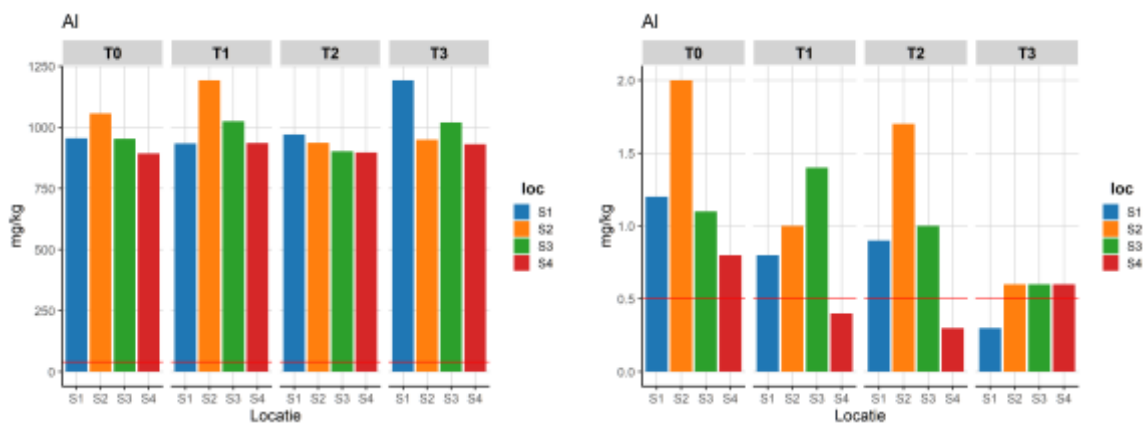 Al
T0 T1 T2 T3
1250
1000
750
500
250
0
mg/kg
S1 S2 S3 S4 S1 S2 S3 S4 S1 S2 S3 S4 S1 S2 S3 S4
Locatie
loc
S1
S2
S3
S4
Al
T0 T1 T2 T3
2.0
1.5
1.0
0.5
0.0
mg/kg
S1 S2 S3 S4 S1 S2 S3 S4 S1 S2 S3 S4 S1 S2 S3 S4
Locatie
loc
S1
S2
S3
S4